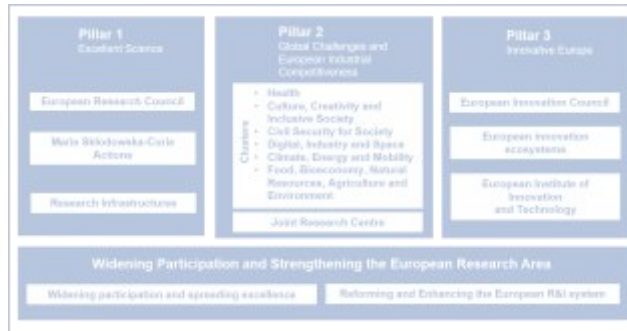 Pillar 1
Excellent Science
European Research Council
Marie Skłodowska-Curie
Actions
Research Infrastructures
Pillar 2
Global Challenges and
European Industrial
Competitiveness
Clusters
• Health
• Culture, Creativity and
Inclusive Society
• Civil Security for Society
• Digital, Industry and Space
• Climate, Energy and Mobility
• Food, Bioeconomy, Natural
Resources, Agriculture and
Environment
Joint Research Centre
Pillar 3
Innovative Europe
European Innovation Council
European innovation
ecosystems
European Institute of
Innovation
and Technology
Widening Participation and Strengthening the European Research Area
Widening participation and spreading excellence
Reforming and Enhancing the European R&I system